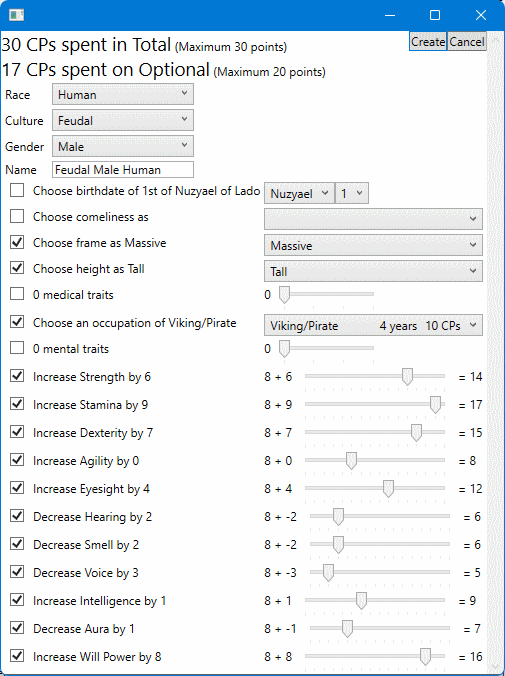 30 CPs spent in Total (Maximum 30 points) Create Cancel
17 CPs spent on Optional (Maximum 20 points)
Race Human
Culture Feudal
Gender Male
Name Feudal Male Human
Choose birthdate of 1st of Nuzyael of Lado Nuzyael 1
Choose comeliness as
Choose frame as Massive Massive
Choose height as Tall Tall
0 medical traits 0
Choose an occupation of Viking/Pirate Viking/Pirate 4 years 10 CPs
0 mental traits 0
Increase Strength by 6 8 + 6 = 14
Increase Stamina by 9 8 + 9 = 17
Increase Dexterity by 7 8 + 7 = 15
Increase Agility by 0 8 + 0 = 8
Increase Eyesight by 4 8 + 4 = 12
Decrease Hearing by 2 8 + -2 = 6
Decrease Smell by 2 8 + -2 = 6
Decrease Voice by 3 8 + -3 = 5
Increase Intelligence by 1 8 + 1 = 9
Decrease Aura by 1 8 + -1 = 7
Increase Will Power by 8 8 + 8 = 16